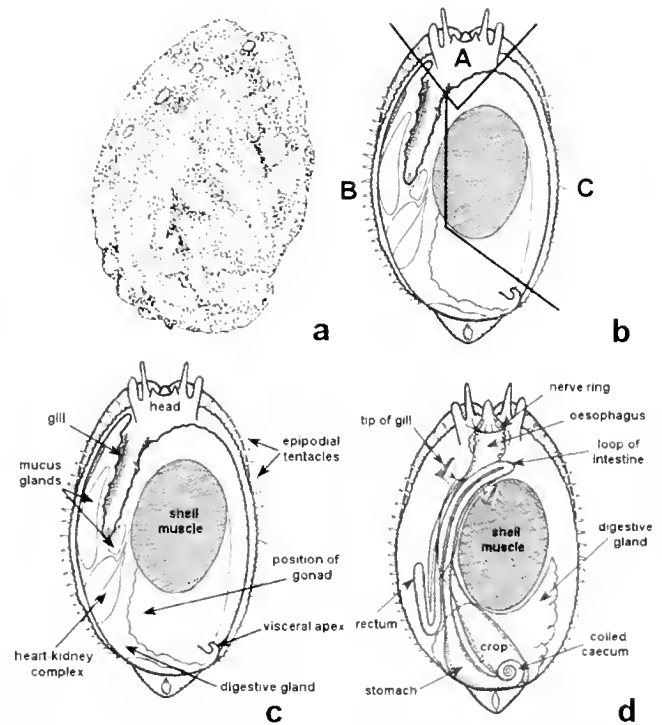 a
A
B
C
b
head
gill
mucus
glands
epipodial
tentacles
shell
muscle
position of
gonad
visceral apex
heart-kidney
complex
digestive gland
c
nerve ring
oesophagus
tip of gill
loop of
intestine
shell
muscle
digestive
gland
rectum
crop
coiled
caecum
stomach
d